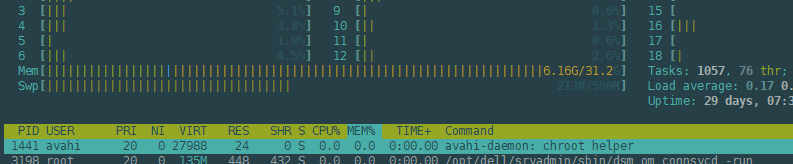 3 [||| 5.1%] 9 [| 0.6%] 15 [
4 [||| 3.8%] 10 [|| 1.3%] 16 [|||
5 [| 1.9%] 11 [| 0.6%] 17 [
6 [||| 4.5%] 12 [|| 2.6%] 18 [|
Mem[ 6.16G/31.2G] Tasks: 1057, 76 thr;
Swp[ 213M/500M] Load average: 0.17 0.
Uptime: 29 days, 07:3
PID USER PRI NI VIRT RES SHR S CPU% MEM% TIME+ Command
1441 avahi 20 0 27988 24 0 S 0.0 0.0 0:00.00 avahi-daemon: chroot helper
3198 root 20 0 135M 448 432 S 0.0 0.0 0:00.00 /opt/dell/srvadmin/sbin/dsm_om_connsvcd -run